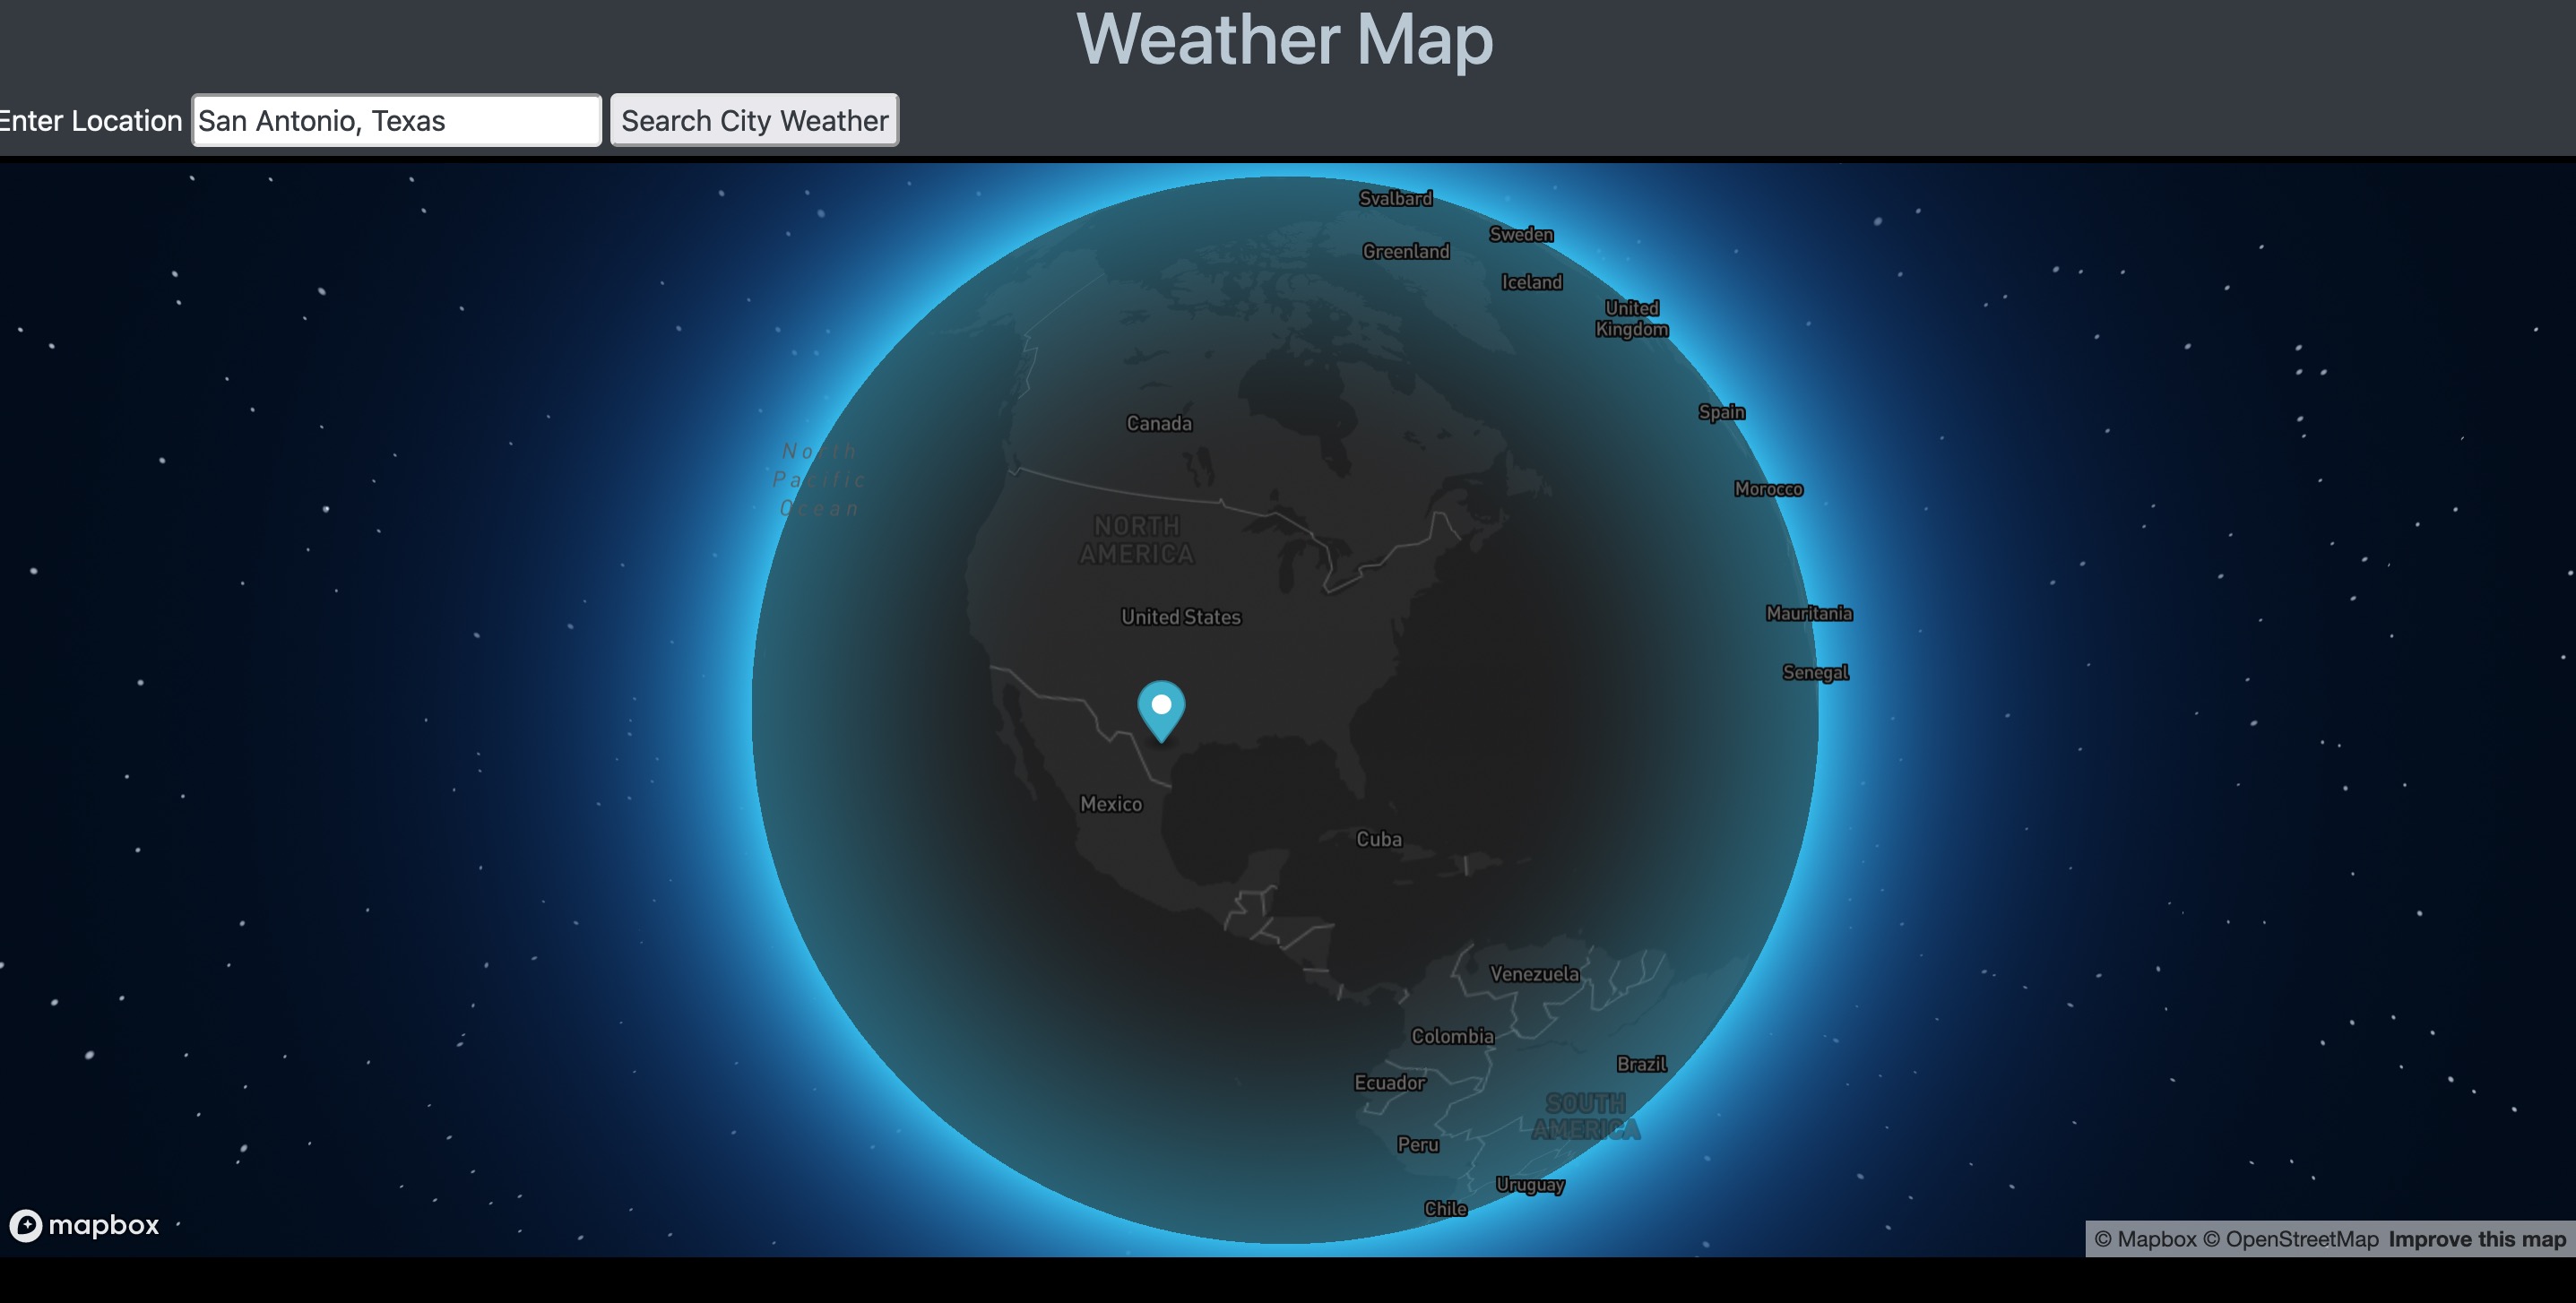 Weather Map
Enter Location San Antonio, Texas Search City Weather
Svalbard
Sweden
Greenland
Iceland
United
Kingdom
Spain
Canada
North
Pacific
Ocean
Morocco
NORTH
AMERICA
United States
Mauritania
Senegal
Mexico
Cuba
Venezuela
Colombia
Brazil
Ecuador
SOUTH
AMERICA
Peru
Uruguay
Chile
mapbox
© Mapbox © OpenStreetMap Improve this map